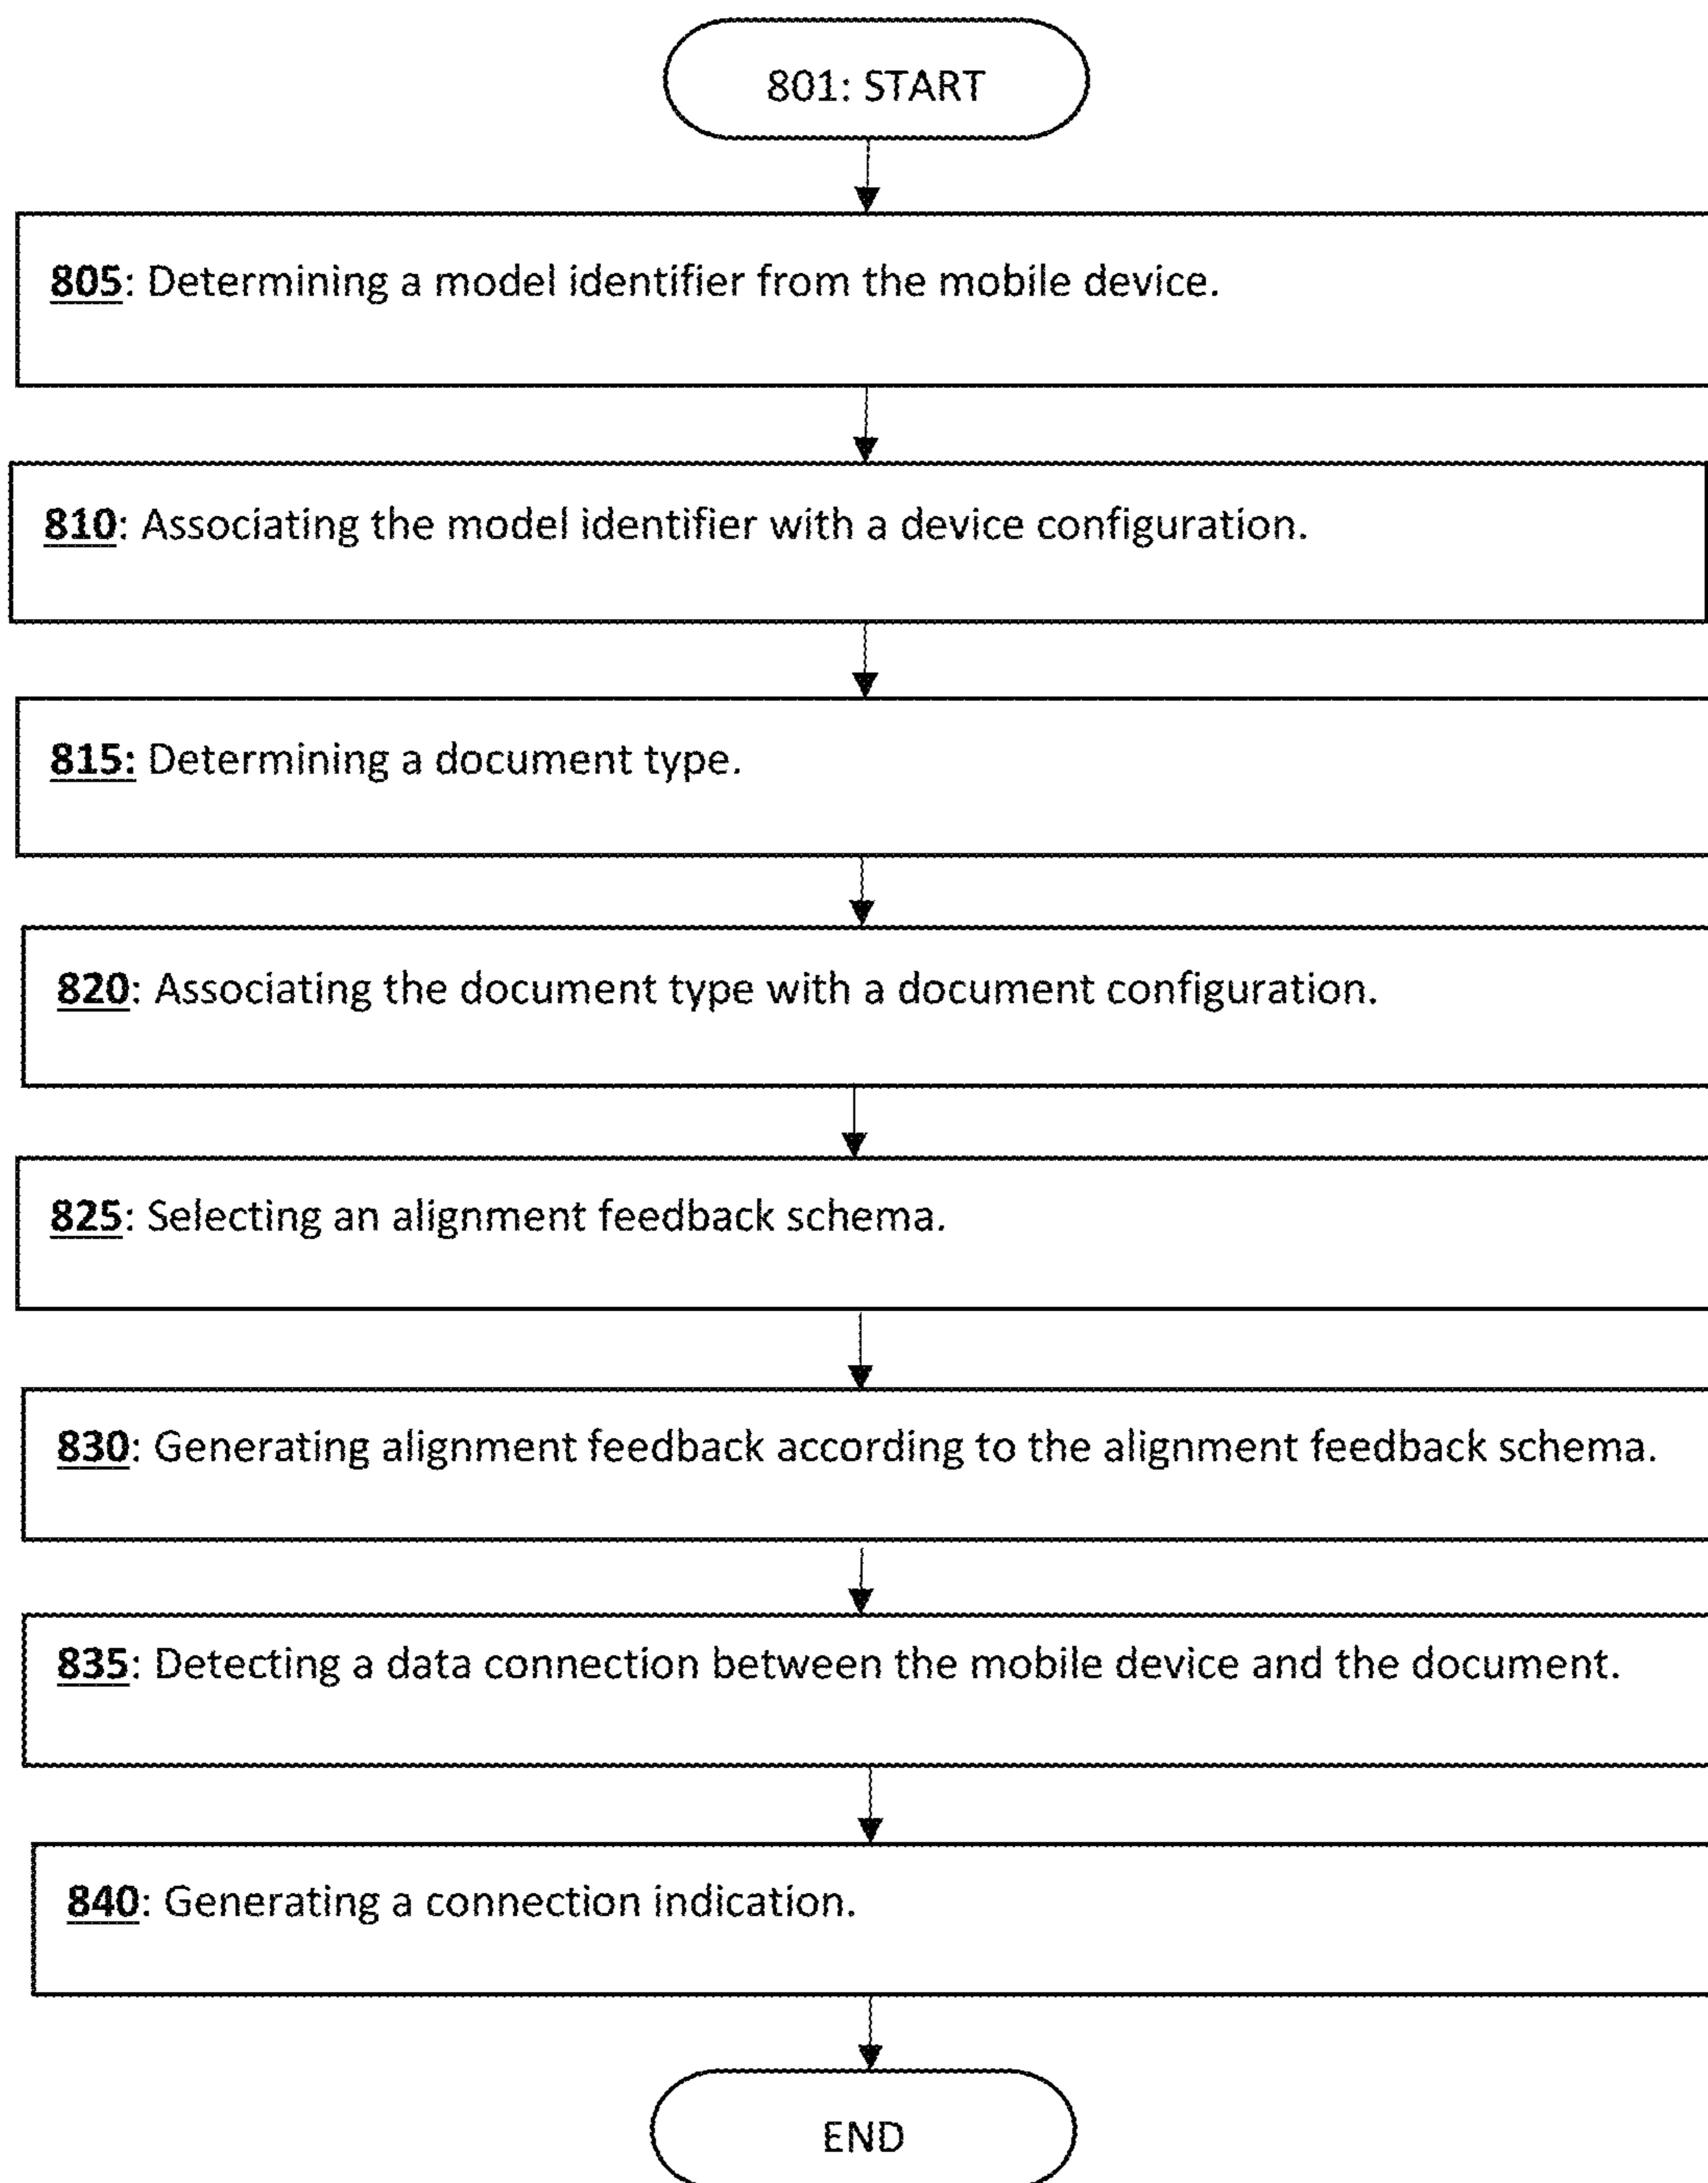 801: START
805: Determining a model identifier from the mobile device.
810: Associating the model identifier with a device configuration.
815: Determining a document type.
820: Associating the document type with a document configuration.
825: Selecting an alignment feedback schema.
830: Generating alignment feedback according to the alignment feedback schema.
835: Detecting a data connection between the mobile device and the document.
840: Generating a connection indication.
END